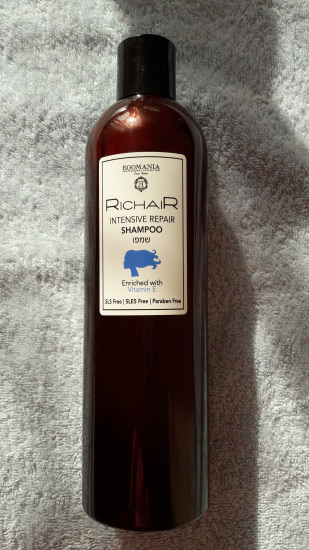 EGOMANIA
RICHAIR
INTENSIVE REPAIR
SHAMPOO
שמפו
Enriched with
Vitamin E
SLS Free | SLES Free | Paraben Free